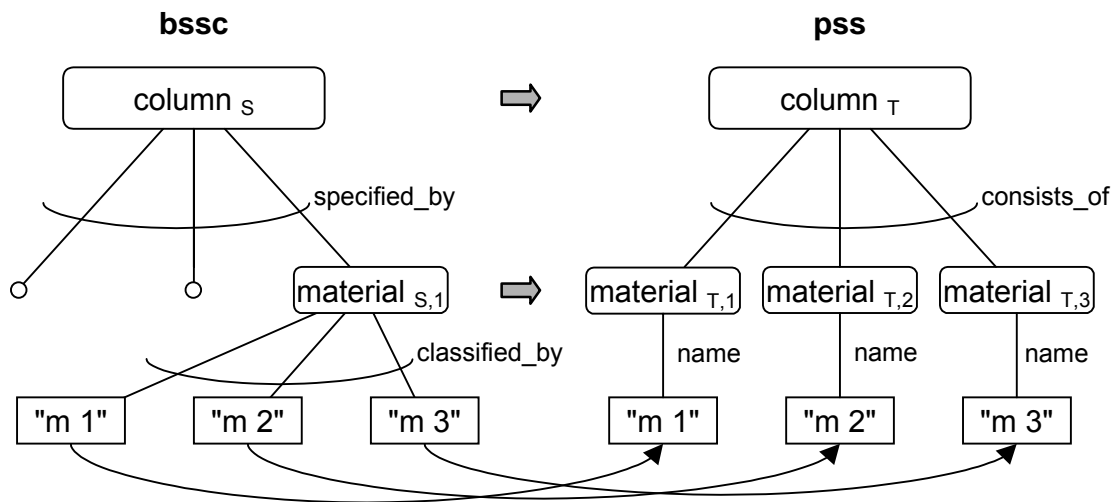 bssc pss
column S column T
specified_by consists_of
material S,1 material T,1 material T,2 material T,3
classified_by name name name
"m 1" "m 2" "m 3" "m 1" "m 2" "m 3"